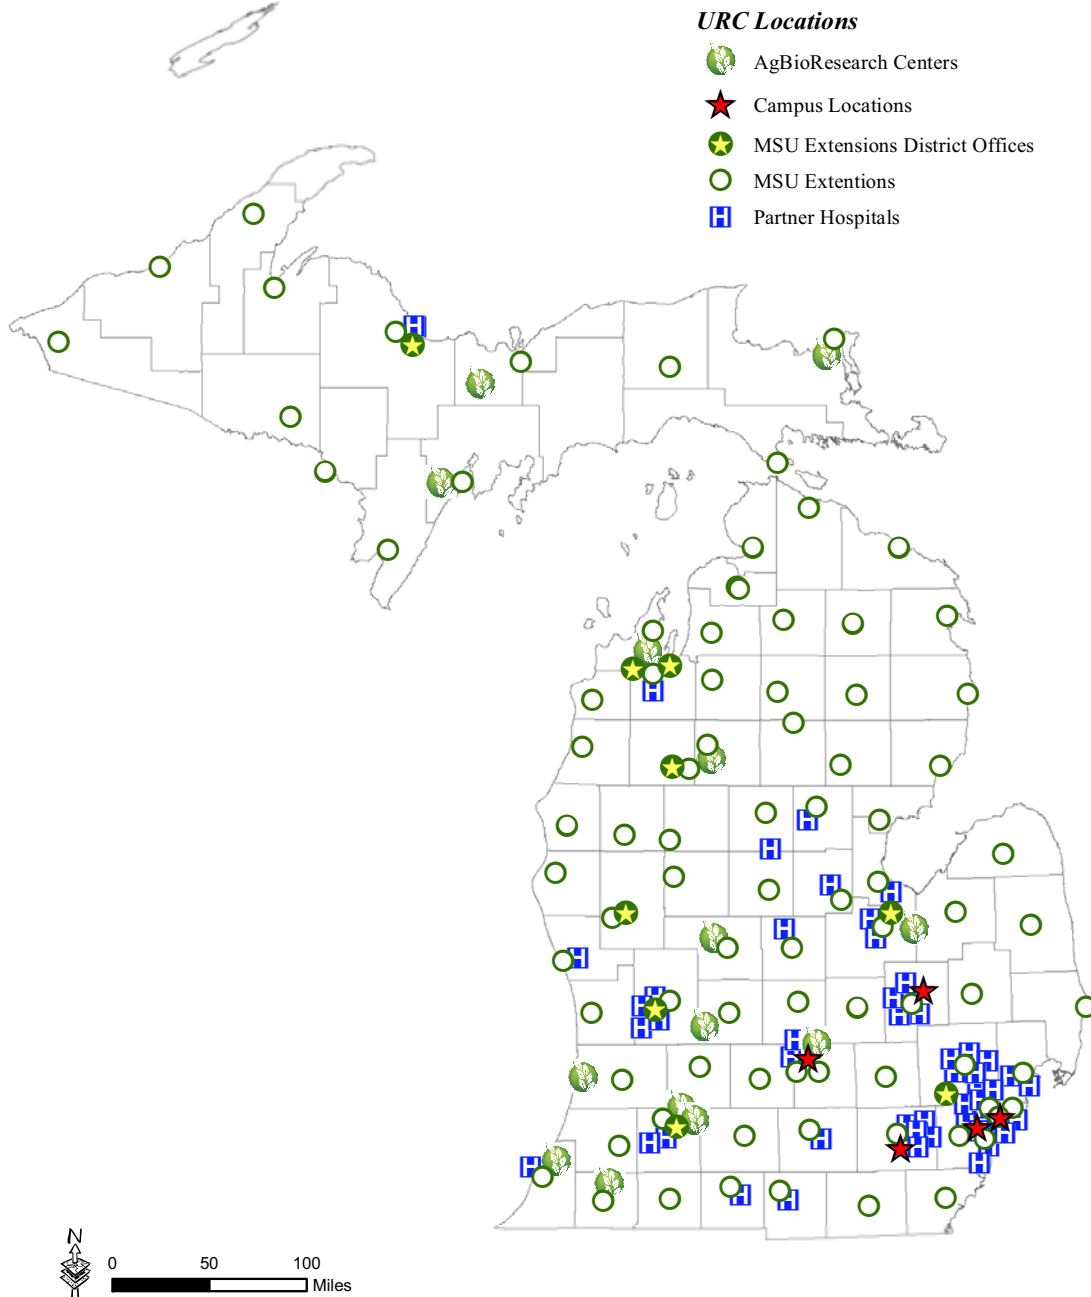 URC Locations
AgBioResearch Centers
Campus Locations
MSU Extensions District Offices
MSU Extentions
H Partner Hospitals
N
0 50 100
Miles